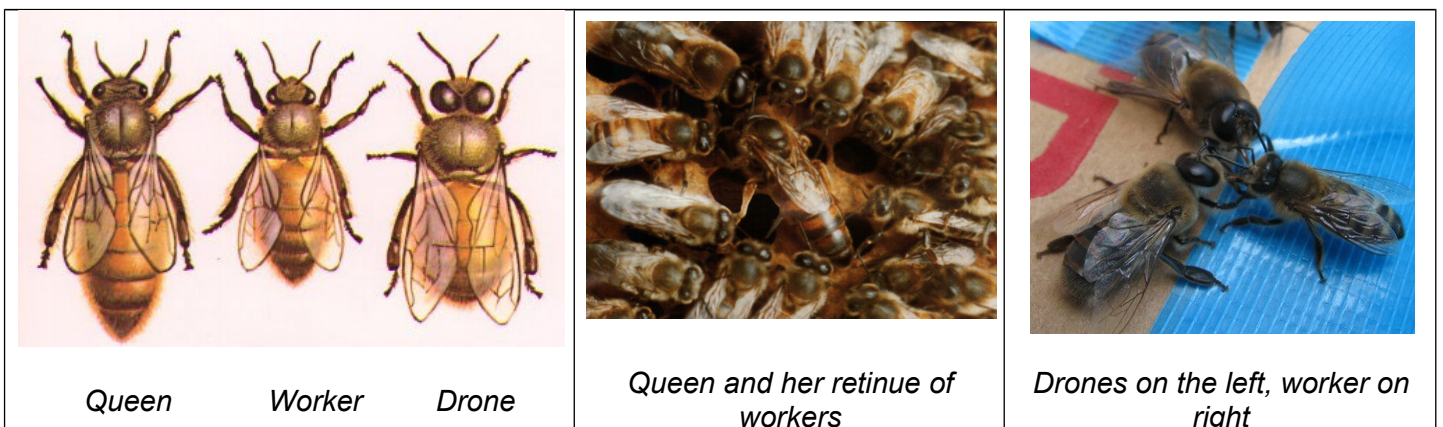 Queen Worker Drone
Queen and her retinue of
workers
Drones on the left, worker on
right